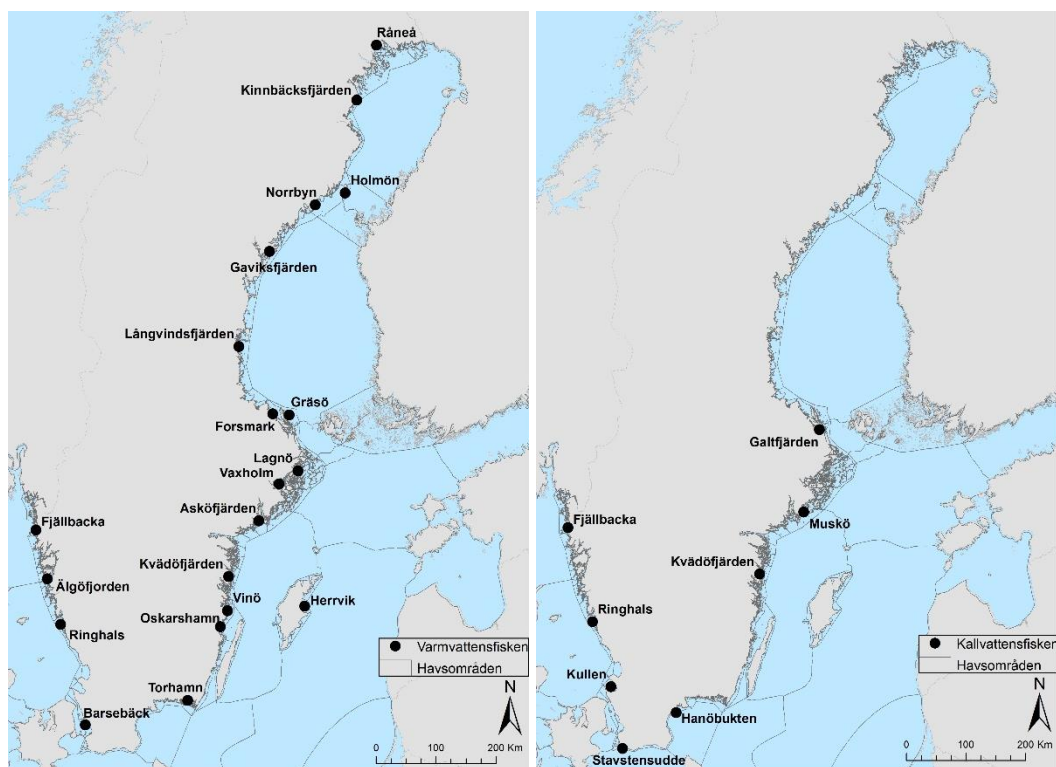 Råneå
Kinnbäcksfjärden
Holmön
Norrbyn
Gaviksfjärden
Långvindsfjärden
Gräsö
Forsmark
Lagnö
Vaxholm
Asköfjärden
Fjällbacka
Kvädöfjärden
Älgöfjorden
Vinö
Herrvik
Oskarshamn
Ringhals
Varmvattensfisken
Havsområden
Torhamn
N
Barsebäck
0 100 200 Km
Galtfjärden
Muskö
Fjällbacka
Kvädöfjärden
Ringhals
Kallvattensfisken
Havsområden
Kullen
N
Hanöbukten
Stavstensudde
0 100 200 Km